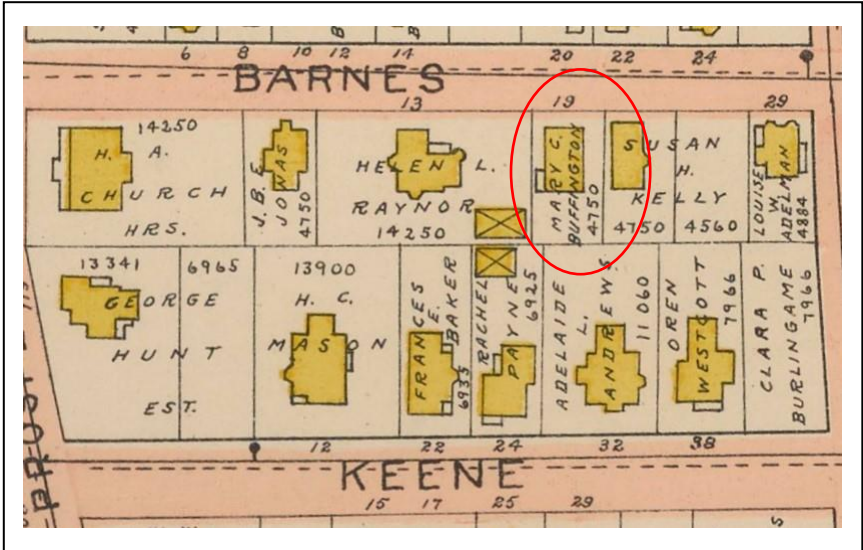 6 8 10 12 14 20 22 24
BARNES
13 19 29
14250
H. A.
CHURCH
HRS.
J.B.E.
JONAS
4750
HELEN L.
RAYNOR
14250
MARY C.
BUFFINGTON
4750
SUSAN
H.
KELLY
4750 4560
LOUISE
W.
ADELMAN
4884
13341 6965
GEORGE
HUNT
EST.
13900
H. C.
MASON
FRANCES
E.
BAKER
6935
RACHEL
PAYNE
6925
ADELAIDE
L.
ANDREWS
11060
OREN
WESTCOTT
7966
CLARA P.
BURLINGAME
7966
12 22 24 32 38
KEENE
15 17 25 29